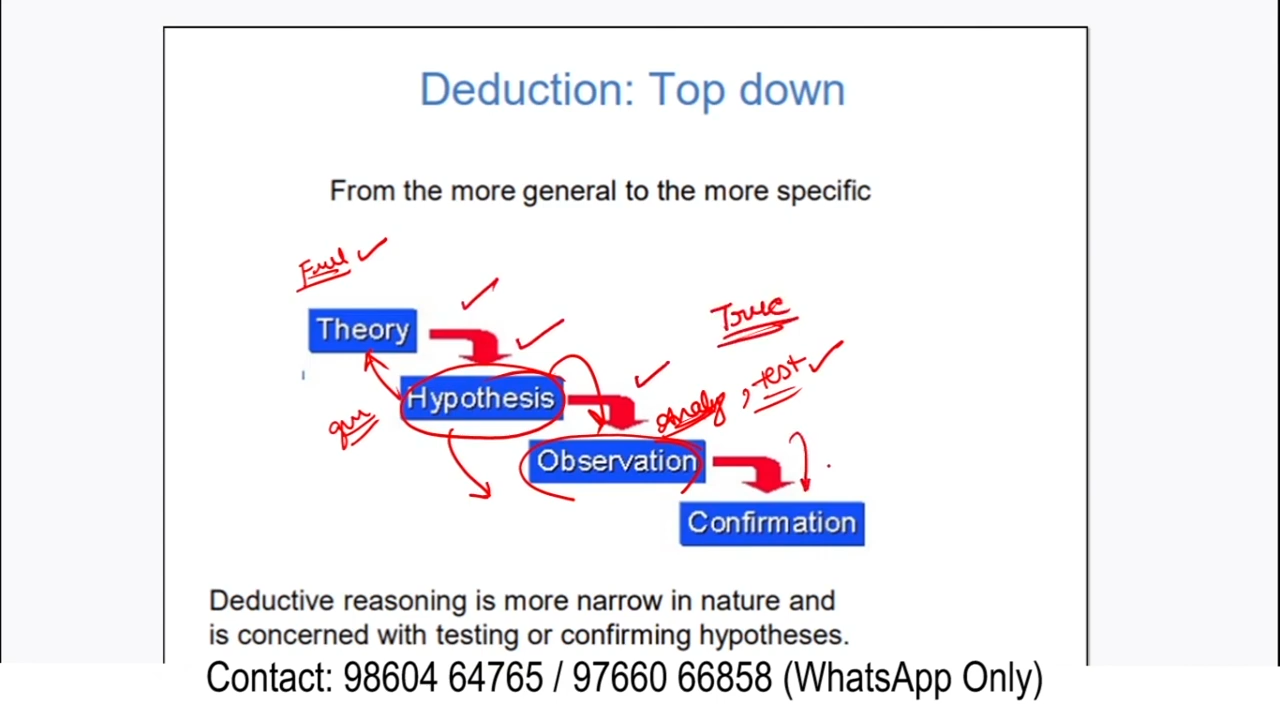 Deduction: Top down
From the more general to the more specific
Theory
True
Hypothesis
test
Observation
Confirmation
Deductive reasoning is more narrow in nature and
is concerned with testing or confirming hypotheses.
Contact: 98604 64765 / 97660 66858 (WhatsApp Only)